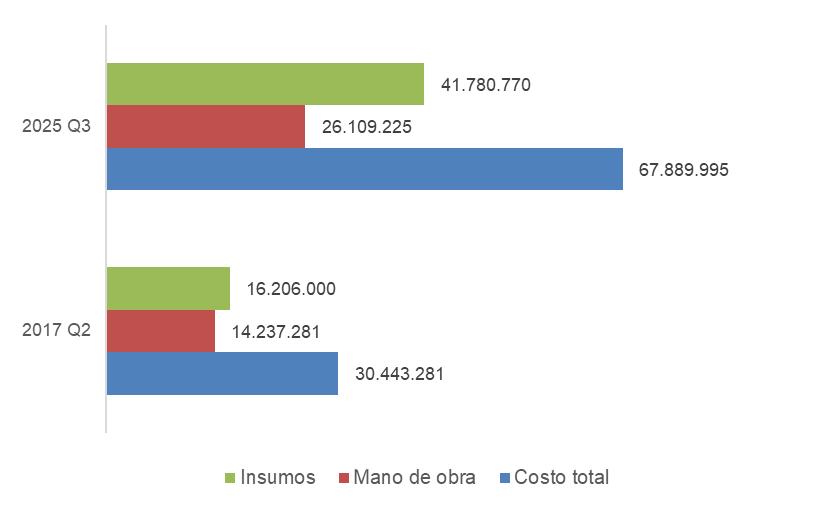 41.780.770
2025 Q3
26.109.225
67.889.995
16.206.000
2017 Q2
14.237.281
30.443.281
Insumos Mano de obra Costo total